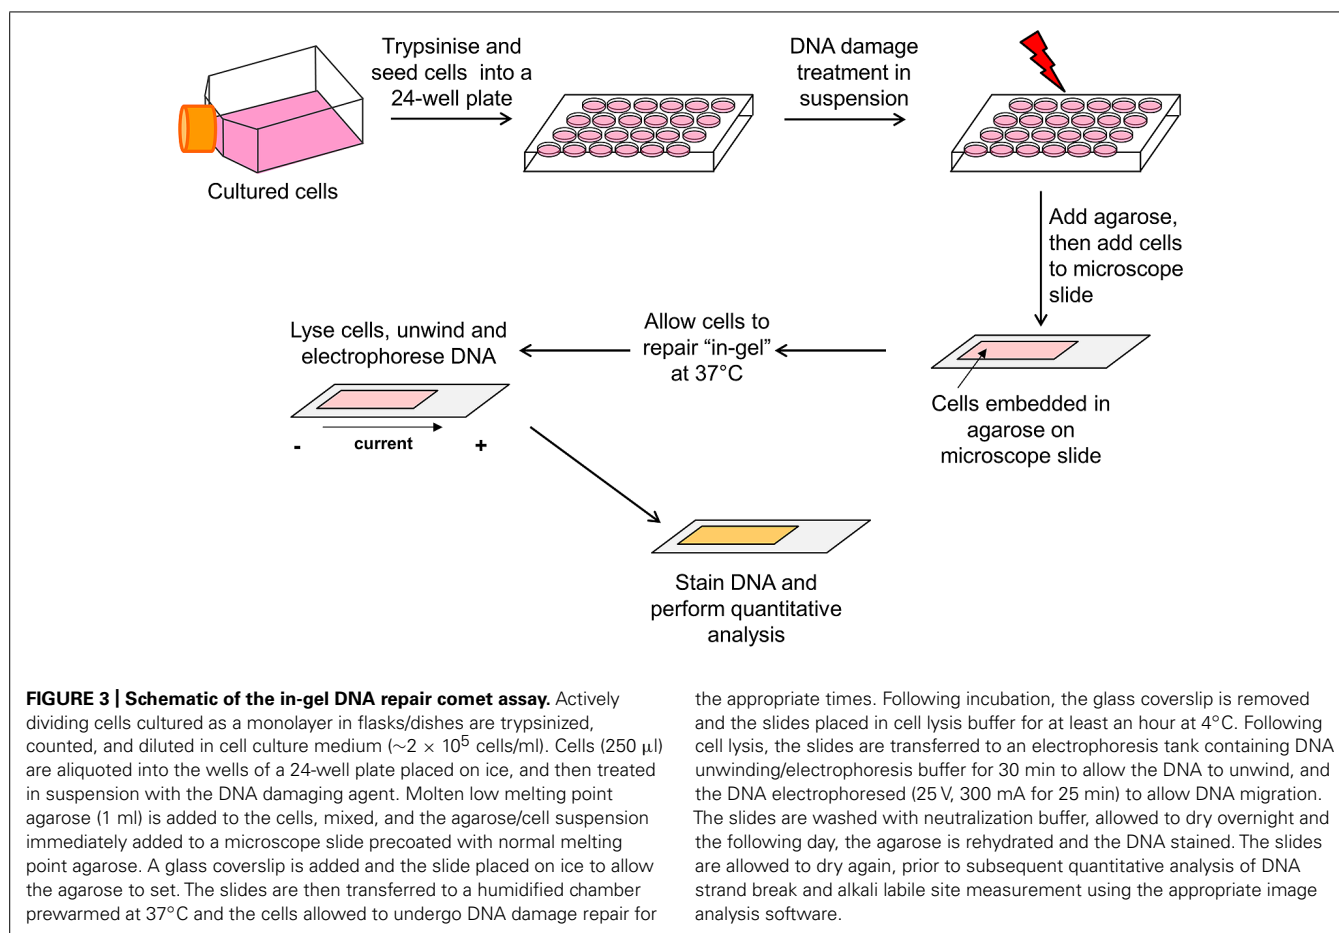 Trypsinise and
seed cells into a
24-well plate
DNA damage
treatment in
suspension
Cultured cells
Add agarose,
then add cells
to microscope
slide
Lyse cells, unwind and
electrophorese DNA
Allow cells to
repair “in-gel”
at 37°C
- current +
Cells embedded in
agarose on
microscope slide
Stain DNA and
perform quantitative
analysis
FIGURE 3 | Schematic of the in-gel DNA repair comet assay. Actively
dividing cells cultured as a monolayer in flasks/dishes are trypsinized,
counted, and diluted in cell culture medium (∼2 × 10⁵ cells/ml). Cells (250 μl)
are aliquoted into the wells of a 24-well plate placed on ice, and then treated
in suspension with the DNA damaging agent. Molten low melting point
agarose (1 ml) is added to the cells, mixed, and the agarose/cell suspension
immediately added to a microscope slide precoated with normal melting
point agarose. A glass coverslip is added and the slide placed on ice to allow
the agarose to set. The slides are then transferred to a humidified chamber
prewarmed at 37°C and the cells allowed to undergo DNA damage repair for
the appropriate times. Following incubation, the glass coverslip is removed
and the slides placed in cell lysis buffer for at least an hour at 4°C. Following
cell lysis, the slides are transferred to an electrophoresis tank containing DNA
unwinding/electrophoresis buffer for 30 min to allow the DNA to unwind, and
the DNA electrophoresed (25 V, 300 mA for 25 min) to allow DNA migration.
The slides are washed with neutralization buffer, allowed to dry overnight and
the following day, the agarose is rehydrated and the DNA stained. The slides
are allowed to dry again, prior to subsequent quantitative analysis of DNA
strand break and alkali labile site measurement using the appropriate image
analysis software.